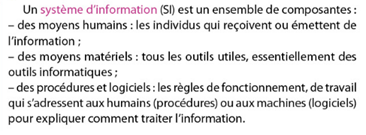 Un système d'information (SI) est un ensemble de composantes :
– des moyens humains : les individus qui reçoivent ou émettent de
l'information ;
– des moyens matériels : tous les outils utiles, essentiellement des
outils informatiques ;
– des procédures et logiciels : les règles de fonctionnement, de travail
qui s'adressent aux humains (procédures) ou aux machines (logiciels)
pour expliquer comment traiter l'information.